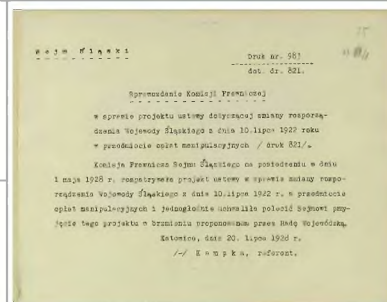 Sejm Śląski
Druk nr. 983
dot. dr. 821.
Sprawozdanie Komisji Prawniczej
w sprawie projektu ustawy dotyczącej zmiany rozporzą-
dzenia Wojewody Śląskiego z dnia 10.lipca 1922 roku
w przedmiocie opłat manipulacyjnych / druk 821/.
Komisja Prawnicza Sejmu Śląskiego na posiedzeniu w dniu
1 maja 1928 r. rozpatrywała projekt ustawy w sprawie zmiany rozpo-
rządzenia Wojewody Śląskiego z dnia 10.lipca 1922 r. w przedmiocie
opłat manipulacyjnych i jednogłośnie uchwaliła polecić Sejmowi przy-
jęcie tego projektu w brzmieniu proponowanem przez Radę Wojewódzką.
Katowice, dnia 20. lipca 1928 r.
/-/ Kempka, referent.